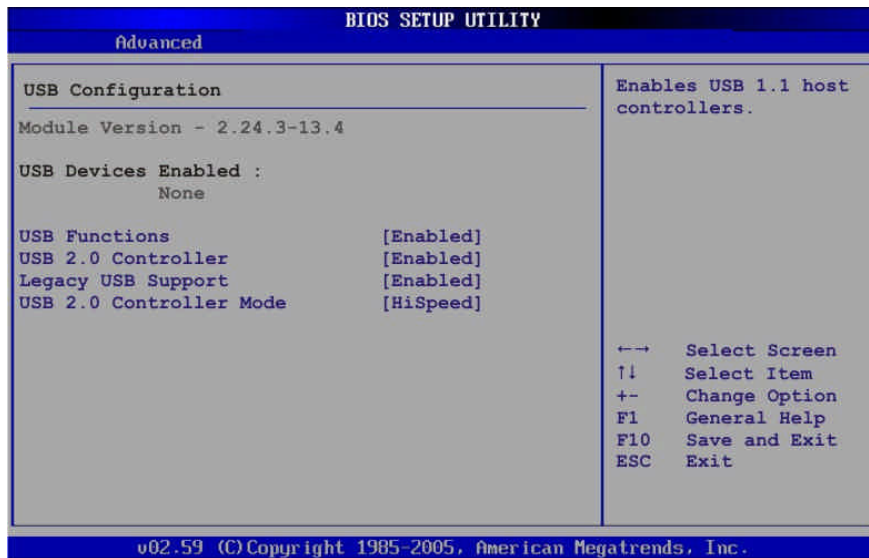 BIOS SETUP UTILITY
Advanced
USB Configuration
Module Version - 2.24.3-13.4
USB Devices Enabled :
None
USB Functions [Enabled]
USB 2.0 Controller [Enabled]
Legacy USB Support [Enabled]
USB 2.0 Controller Mode [HiSpeed]
Enables USB 1.1 host
controllers.
←→ Select Screen
↑↓ Select Item
+- Change Option
F1 General Help
F10 Save and Exit
ESC Exit
v02.59 (C)Copyright 1985-2005, American Megatrends, Inc.